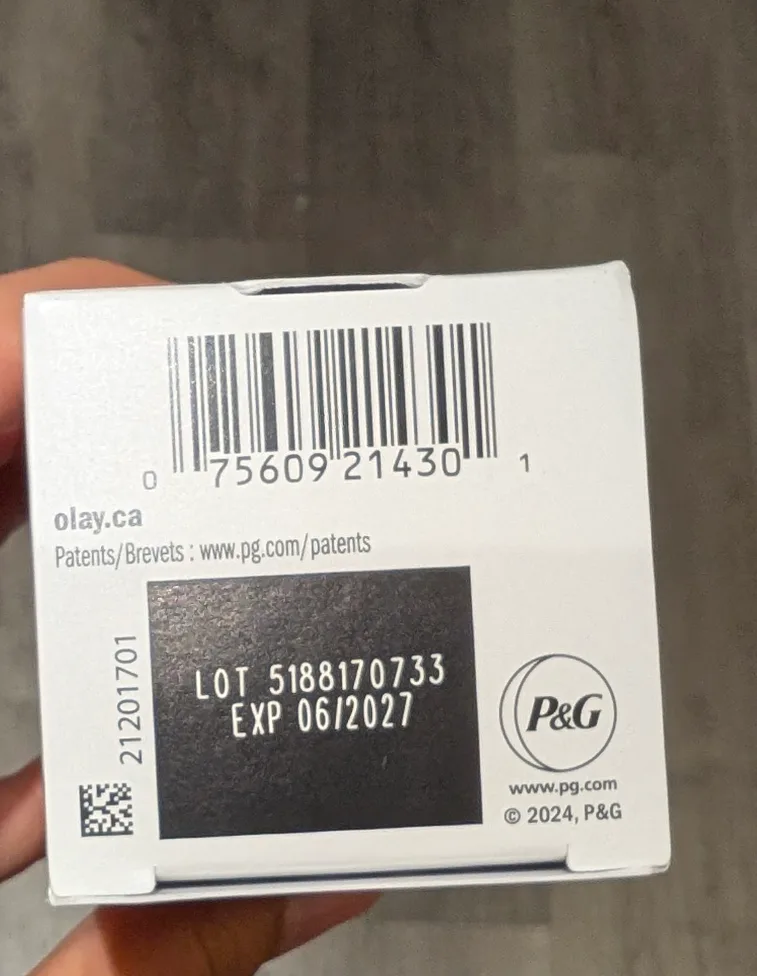 0 75609 21430 1
olay.ca
Patents/Brevets : www.pg.com/patents
21201701
LOT 5188170733
EXP 06/2027
P&G
www.pg.com
© 2024, P&G